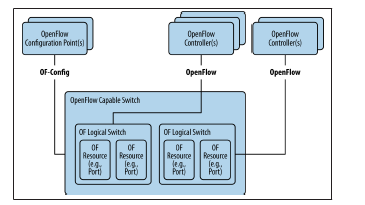 OpenFlow
Configuration Point(s)
OpenFlow
Controller(s)
OpenFlow
Controller(s)
OF-Config
OpenFlow
OpenFlow
OpenFlow Capable Switch
OF Logical Switch
OF
Resource
(e.g.,
Port)
OF
Resource
(e.g.,
Port)
OF Logical Switch
OF
Resource
(e.g.,
Port)
OF
Resource
(e.g.,
Port)